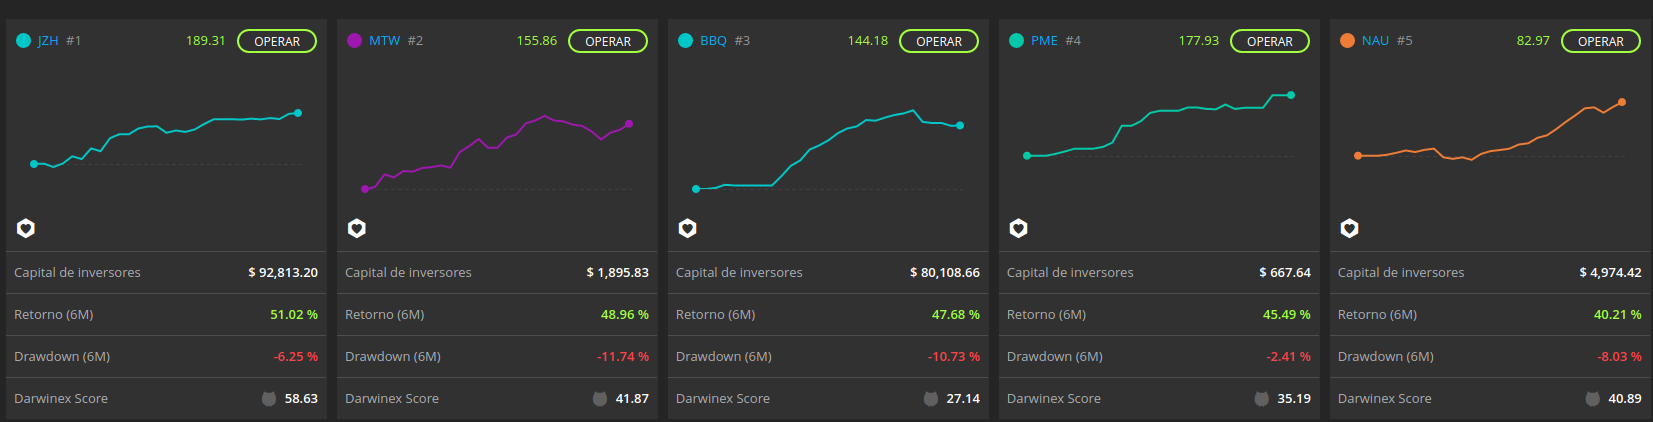 JZH #1 189.31 OPERAR
Capital de inversores $ 92,813.20
Retorno (6M) 51.02 %
Drawdown (6M) -6.25 %
Darwinex Score 58.63
MTW #2 155.86 OPERAR
Capital de inversores $ 1,895.83
Retorno (6M) 48.96 %
Drawdown (6M) -11.74 %
Darwinex Score 41.87
BBQ #3 144.18 OPERAR
Capital de inversores $ 80,108.66
Retorno (6M) 47.68 %
Drawdown (6M) -10.73 %
Darwinex Score 27.14
PME #4 177.93 OPERAR
Capital de inversores $ 667.64
Retorno (6M) 45.49 %
Drawdown (6M) -2.41 %
Darwinex Score 35.19
NAU #5 82.97 OPERAR
Capital de inversores $ 4,974.42
Retorno (6M) 40.21 %
Drawdown (6M) -8.03 %
Darwinex Score 40.89